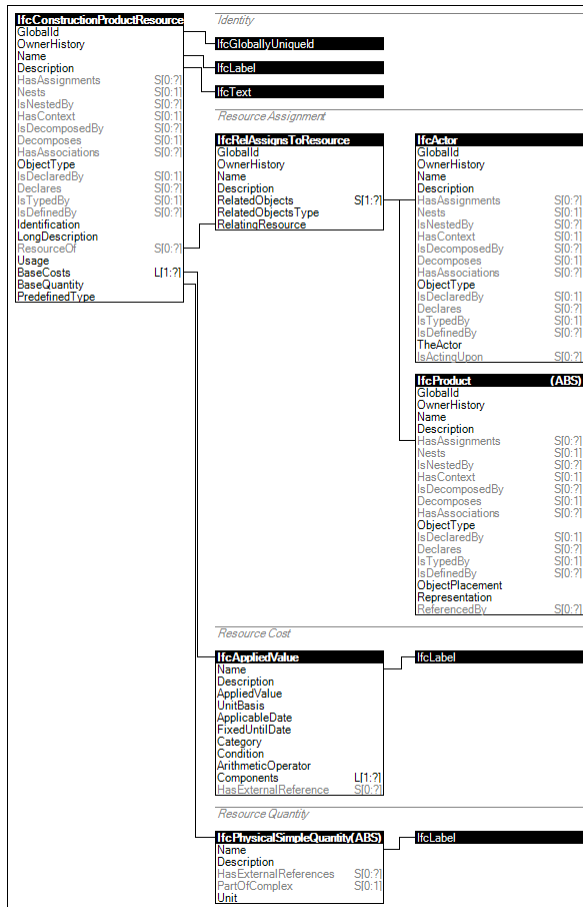 IfcConstructionProductResource
GlobalId
OwnerHistory
Name
Description
HasAssignments S[0:?]
Nests S[0:1]
IsNestedBy S[0:?]
HasContext S[0:1]
IsDecomposedBy S[0:?]
Decomposes S[0:1]
HasAssociations S[0:?]
ObjectType
IsDeclaredBy S[0:1]
Declares S[0:?]
IsTypedBy S[0:1]
IsDefinedBy S[0:?]
Identification
LongDescription
ResourceOf S[0:?]
Usage
BaseCosts L[1:?]
BaseQuantity
PredefinedType
Identity
IfcGloballyUniqueId
IfcLabel
IfcText
Resource Assignment
IfcRelAssignsToResource
GlobalId
OwnerHistory
Name
Description
RelatedObjects S[1:?]
RelatedObjectsType
RelatingResource
IfcActor
GlobalId
OwnerHistory
Name
Description
HasAssignments S[0:?]
Nests S[0:1]
IsNestedBy S[0:?]
HasContext S[0:1]
IsDecomposedBy S[0:?]
Decomposes S[0:1]
HasAssociations S[0:?]
ObjectType
IsDeclaredBy S[0:1]
Declares S[0:?]
IsTypedBy S[0:1]
IsDefinedBy S[0:?]
TheActor
IsActingUpon S[0:?]
IfcProduct (ABS)
GlobalId
OwnerHistory
Name
Description
HasAssignments S[0:?]
Nests S[0:1]
IsNestedBy S[0:?]
HasContext S[0:1]
IsDecomposedBy S[0:?]
Decomposes S[0:1]
HasAssociations S[0:?]
ObjectType
IsDeclaredBy S[0:1]
Declares S[0:?]
IsTypedBy S[0:1]
IsDefinedBy S[0:?]
ObjectPlacement
Representation
ReferencedBy S[0:?]
Resource Cost
IfcAppliedValue
Name
Description
AppliedValue
UnitBasis
ApplicableDate
FixedUntilDate
Category
Condition
ArithmeticOperator
Components L[1:?]
HasExternalReference S[0:?]
IfcLabel
Resource Quantity
IfcPhysicalSimpleQuantity(ABS)
Name
Description
HasExternalReferences S[0:?]
PartOfComplex S[0:1]
Unit
IfcLabel